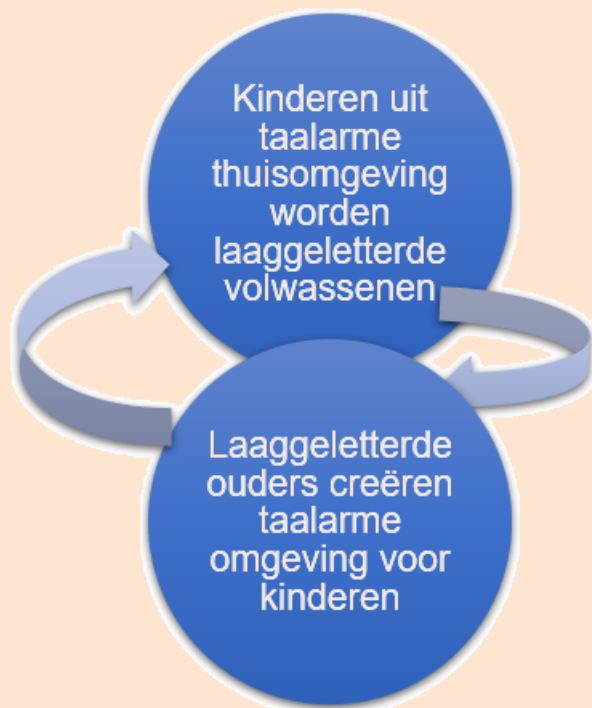 Kinderen uit
taalarme
thuisomgeving
worden
laaggeletterde
volwassenen
Laaggeletterde
ouders creëren
taalarme
omgeving voor
kinderen